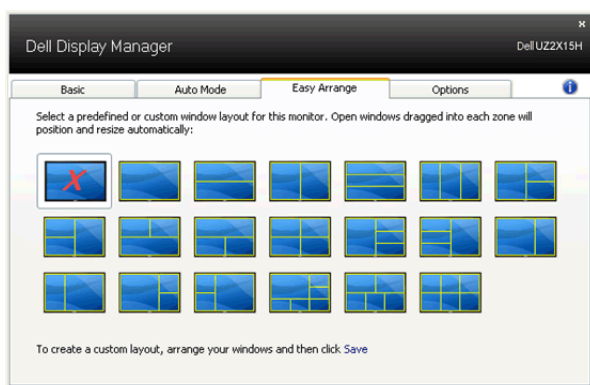 x
Dell Display Manager
Dell UZ2X15H
Basic
Auto Mode
Easy Arrange
Options
i
Select a predefined or custom window layout for this monitor. Open windows dragged into each zone will
position and resize automatically:
To create a custom layout, arrange your windows and then click Save